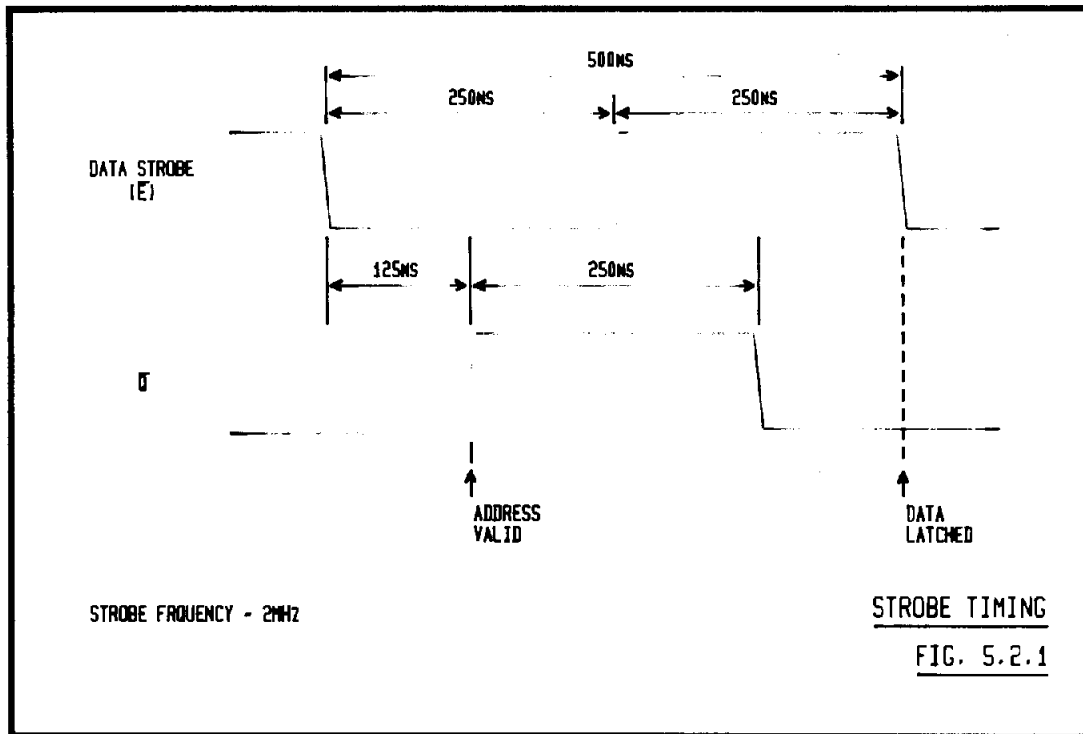 500NS
250NS 250NS
DATA STROBE
(E)
125NS 250NS
Q
ADDRESS
VALID
DATA
LATCHED
STROBE FRQUENCY - 2MHZ
STROBE TIMING
FIG. 5.2.1